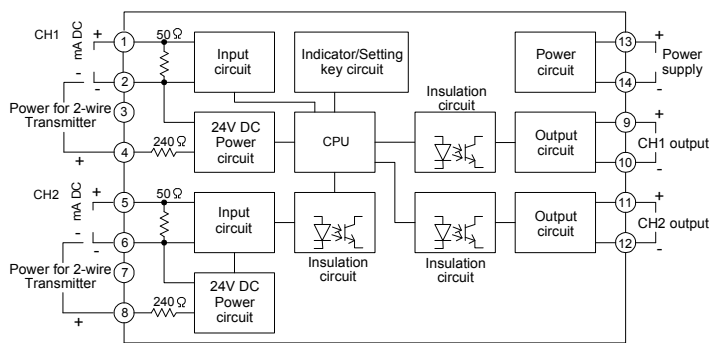 CH1
mA DC
+
-
-
Power for 2-wire
Transmitter
+
1
2
3
4
50Ω
240Ω
Input
circuit
24V DC
Power
circuit
Indicator/Setting
key circuit
CPU
Insulation
circuit
Output
circuit
Power
circuit
13
14
+
Power
supply
-
9
10
+
CH1 output
-
CH2
mA DC
+
-
-
Power for 2-wire
Transmitter
+
5
6
7
8
50Ω
240Ω
Input
circuit
24V DC
Power
circuit
Insulation
circuit
Insulation
circuit
Output
circuit
11
12
+
CH2 output
-